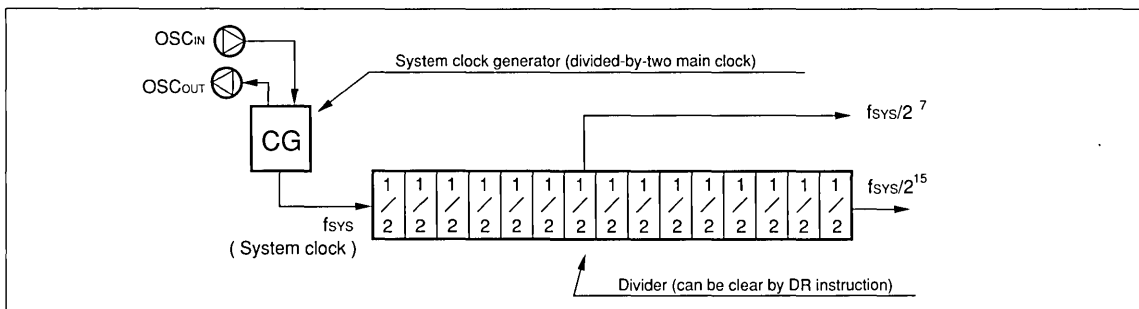 OSCIN
System clock generator (divided-by-two main clock)
OSCOUT
fSYS/2 7
CG
fSYS/2 15
1/2 1/2 1/2 1/2 1/2 1/2 1/2 1/2 1/2 1/2 1/2 1/2 1/2 1/2 1/2
fSYS
( System clock )
Divider (can be clear by DR instruction)